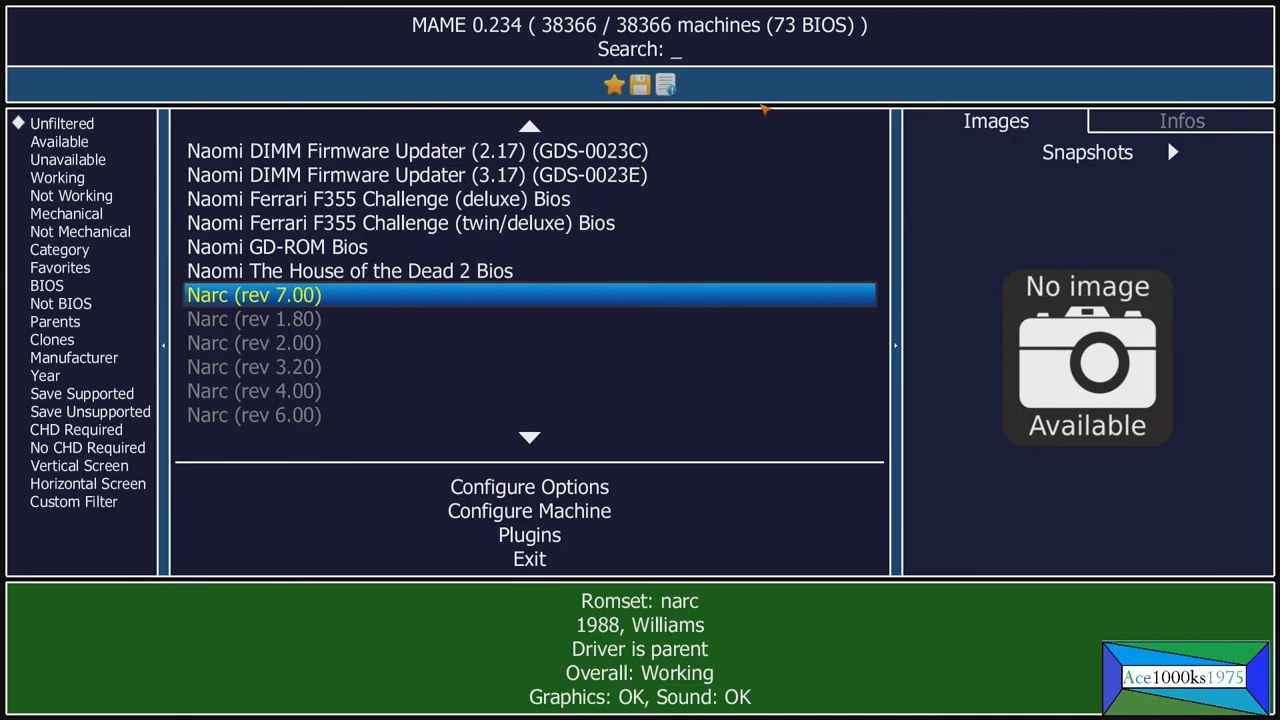 MAME 0.234 ( 38366 / 38366 machines (73 BIOS) )
Search: _
Unfiltered
Available
Unavailable
Working
Not Working
Mechanical
Not Mechanical
Category
Favorites
BIOS
Not BIOS
Parents
Clones
Manufacturer
Year
Save Supported
Save Unsupported
CHD Required
No CHD Required
Vertical Screen
Horizontal Screen
Custom Filter
Naomi DIMM Firmware Updater (2.17) (GDS-0023C)
Naomi DIMM Firmware Updater (3.17) (GDS-0023E)
Naomi Ferrari F355 Challenge (deluxe) Bios
Naomi Ferrari F355 Challenge (twin/deluxe) Bios
Naomi GD-ROM Bios
Naomi The House of the Dead 2 Bios
Narc (rev 7.00)
Narc (rev 1.80)
Narc (rev 2.00)
Narc (rev 3.20)
Narc (rev 4.00)
Narc (rev 6.00)
Configure Options
Configure Machine
Plugins
Exit
Images
Infos
Snapshots
No image
Available
Romset: narc
1988, Williams
Driver is parent
Overall: Working
Graphics: OK, Sound: OK
Ace1000ks1975